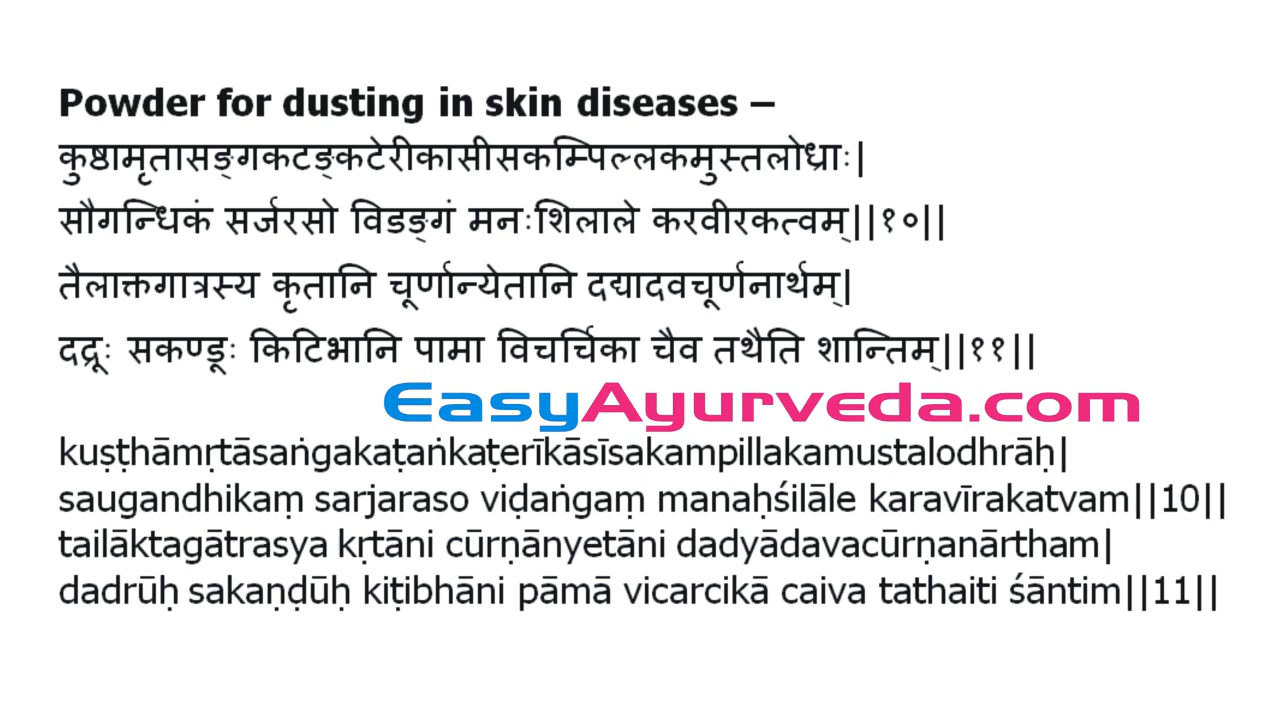 Powder for dusting in skin diseases –
कुष्ठामृतासङ्गकटङ्कटेरीकासीसकम्पिल्लकमुस्तलोध्राः|
सौगन्धिकं सर्जरसो विडङ्गं मनःशिलाले करवीरकत्वम्||१०||
तैलाक्तगात्रस्य कृतानि चूर्णान्येतानि दद्यादवचूर्णनार्थम्|
दद्रूः सकण्डूः किटिभानि पामा विचर्चिका चैव तथैति शान्तिम्||११||
EasyAyurveda.com
kuṣṭhāmṛtāsaṅgakaṭaṅkaṭerīkāsīsakampillakamustalodhrāḥ|
saugandhikaṃ sarjaraso viḍaṅgaṃ manaḥśilāle karavīrakatvam||10||
tailāktagātrasya kṛtāni cūrṇānyetāni dadyādavacūrṇanārtham|
dadrūḥ sakaṇḍūḥ kiṭibhāni pāmā vicarcikā caiva tathaiti śāntim||11||